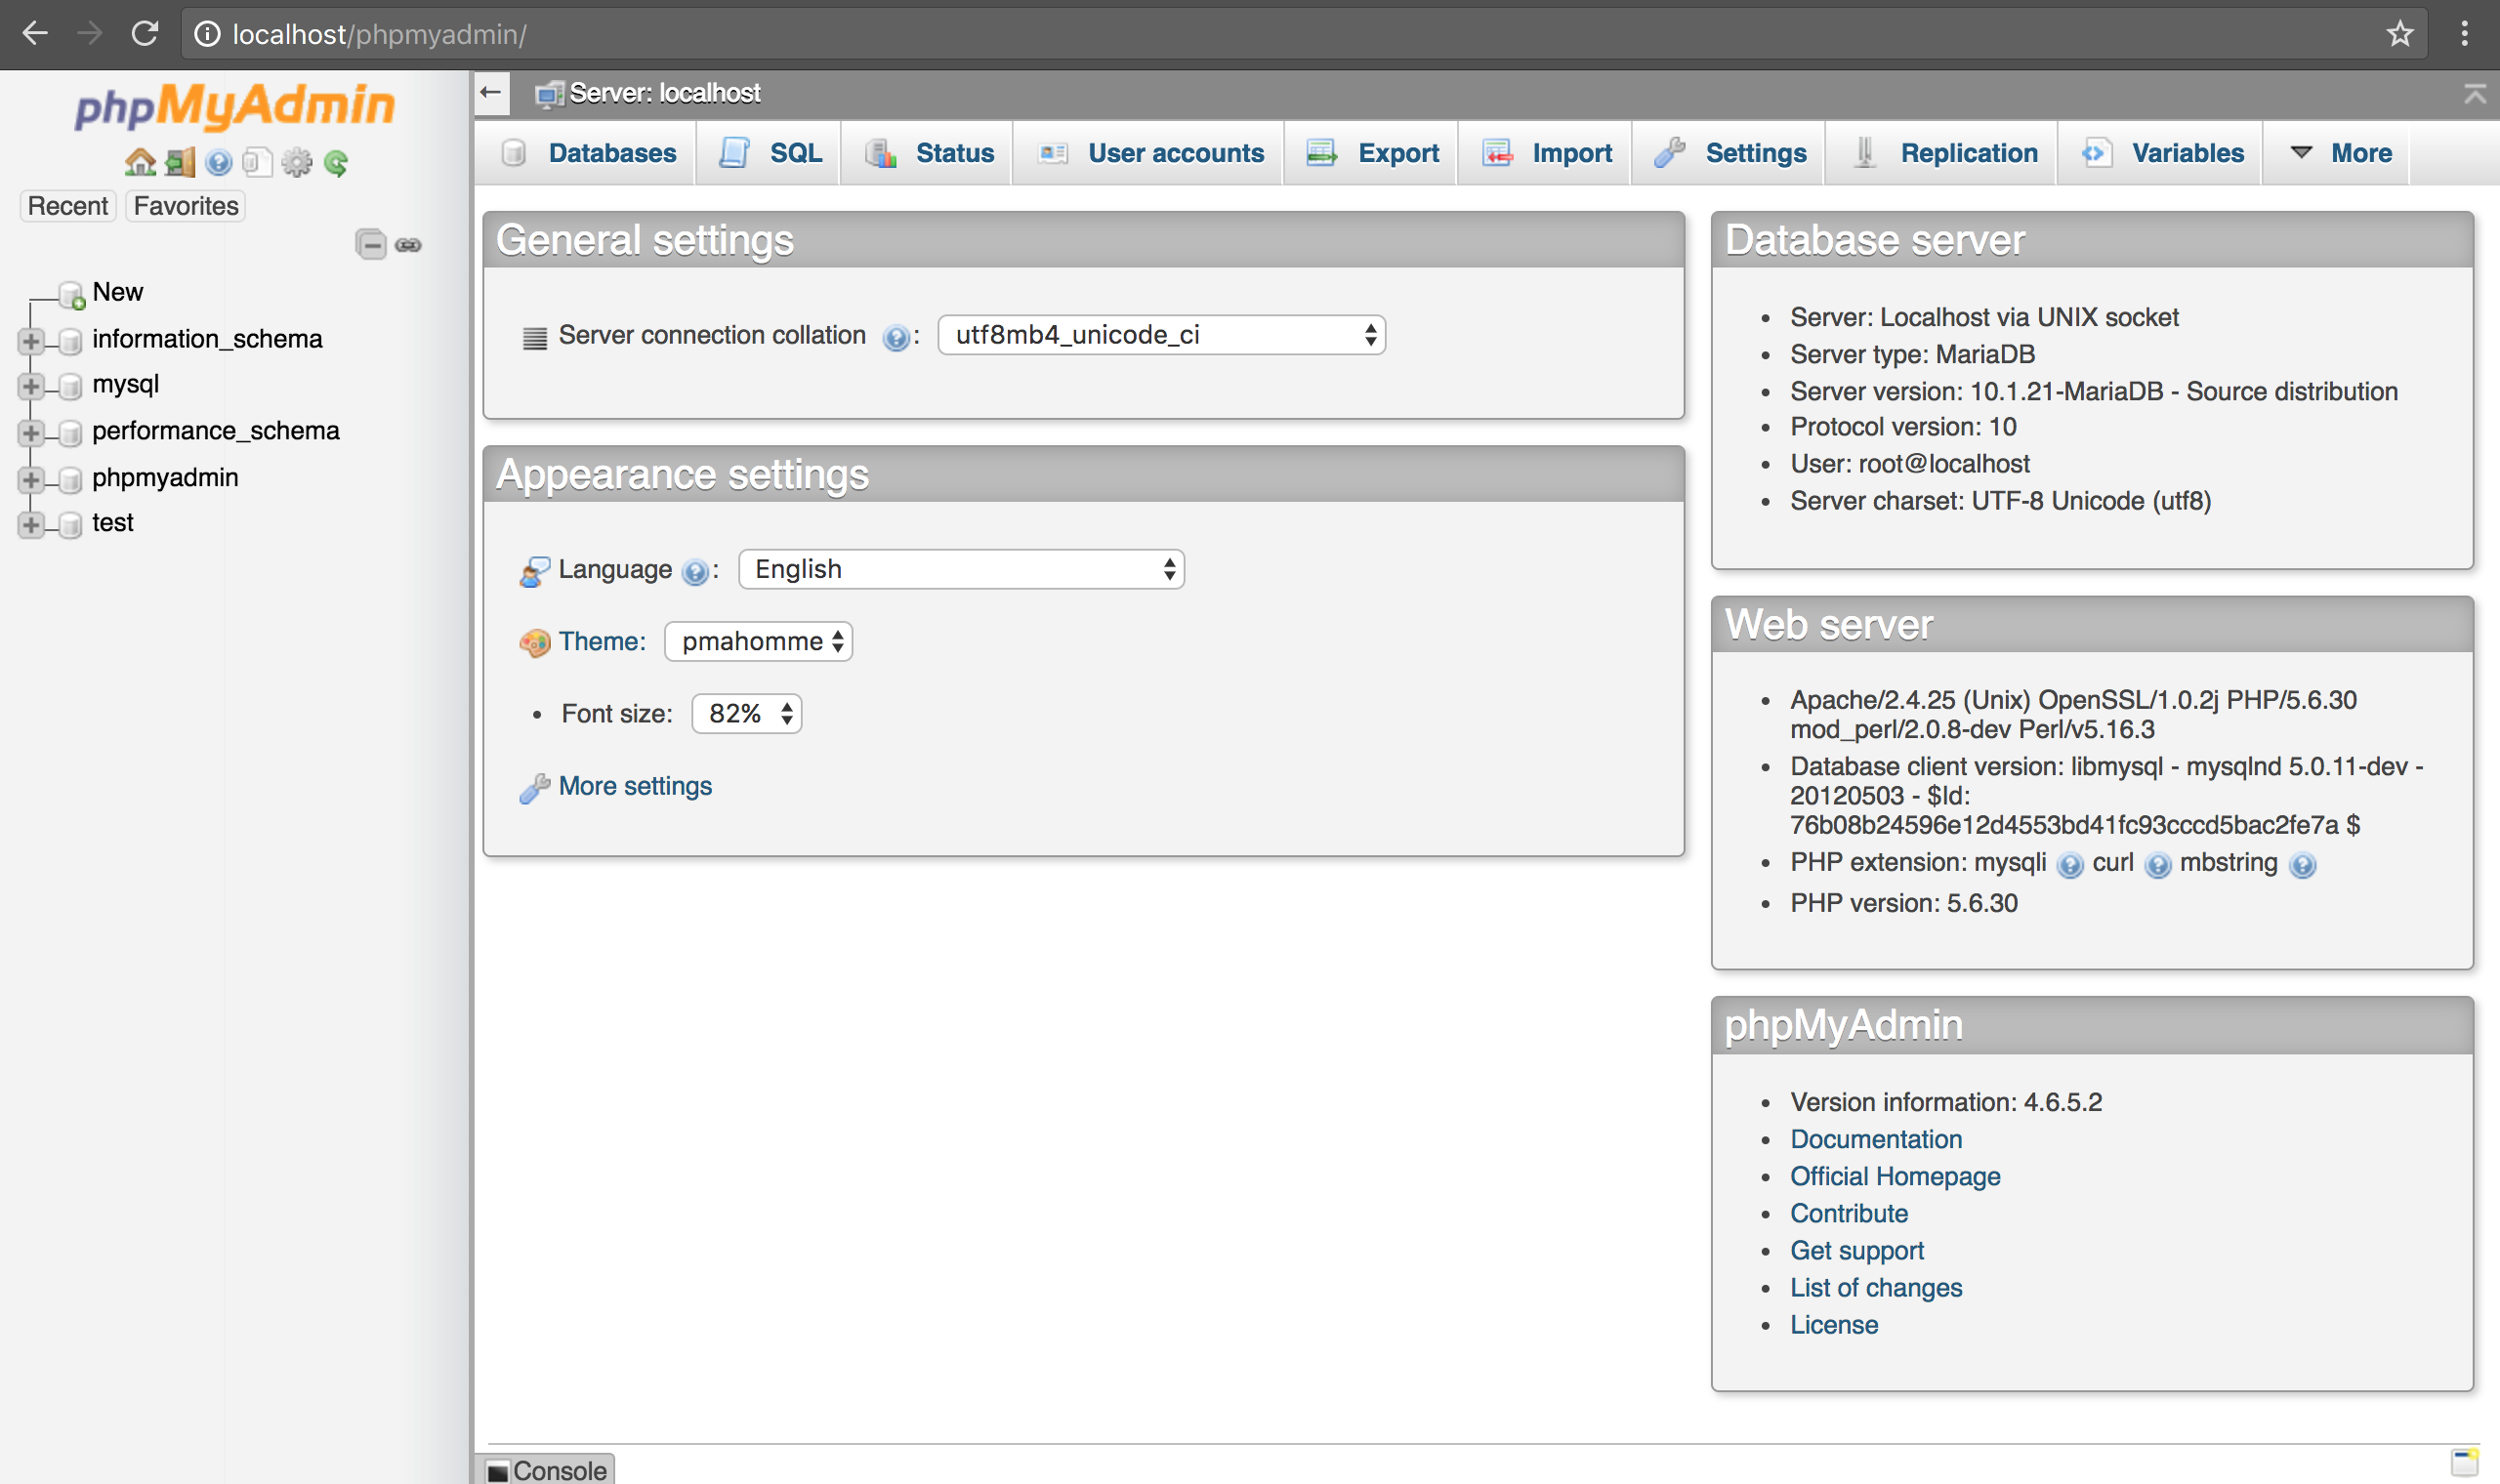 localhost/phpmyadmin/
phpMyAdmin
Recent Favorites
New
information_schema
mysql
performance_schema
phpmyadmin
test
Server: localhost
Databases SQL Status User accounts Export Import Settings Replication Variables More
General settings
Server connection collation : utf8mb4_unicode_ci
Appearance settings
Language : English
Theme: pmahomme
• Font size: 82%
More settings
Database server
• Server: Localhost via UNIX socket
• Server type: MariaDB
• Server version: 10.1.21-MariaDB - Source distribution
• Protocol version: 10
• User: root@localhost
• Server charset: UTF-8 Unicode (utf8)
Web server
• Apache/2.4.25 (Unix) OpenSSL/1.0.2j PHP/5.6.30
mod_perl/2.0.8-dev Perl/v5.16.3
• Database client version: libmysql - mysqlnd 5.0.11-dev -
20120503 - $Id:
76b08b24596e12d4553bd41fc93cccd5bac2fe7a $
• PHP extension: mysqli curl mbstring
• PHP version: 5.6.30
phpMyAdmin
• Version information: 4.6.5.2
• Documentation
• Official Homepage
• Contribute
• Get support
• List of changes
• License
Console